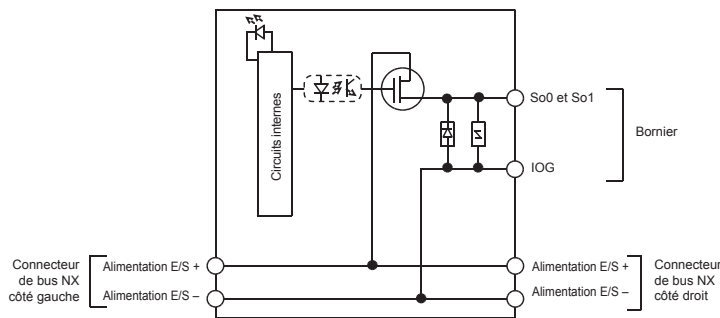 Circuits internes
So0 et So1
Bornier
IOG
Connecteur
de bus NX
côté gauche
Alimentation E/S +
Alimentation E/S –
Alimentation E/S +
Alimentation E/S –
Connecteur
de bus NX
côté droit